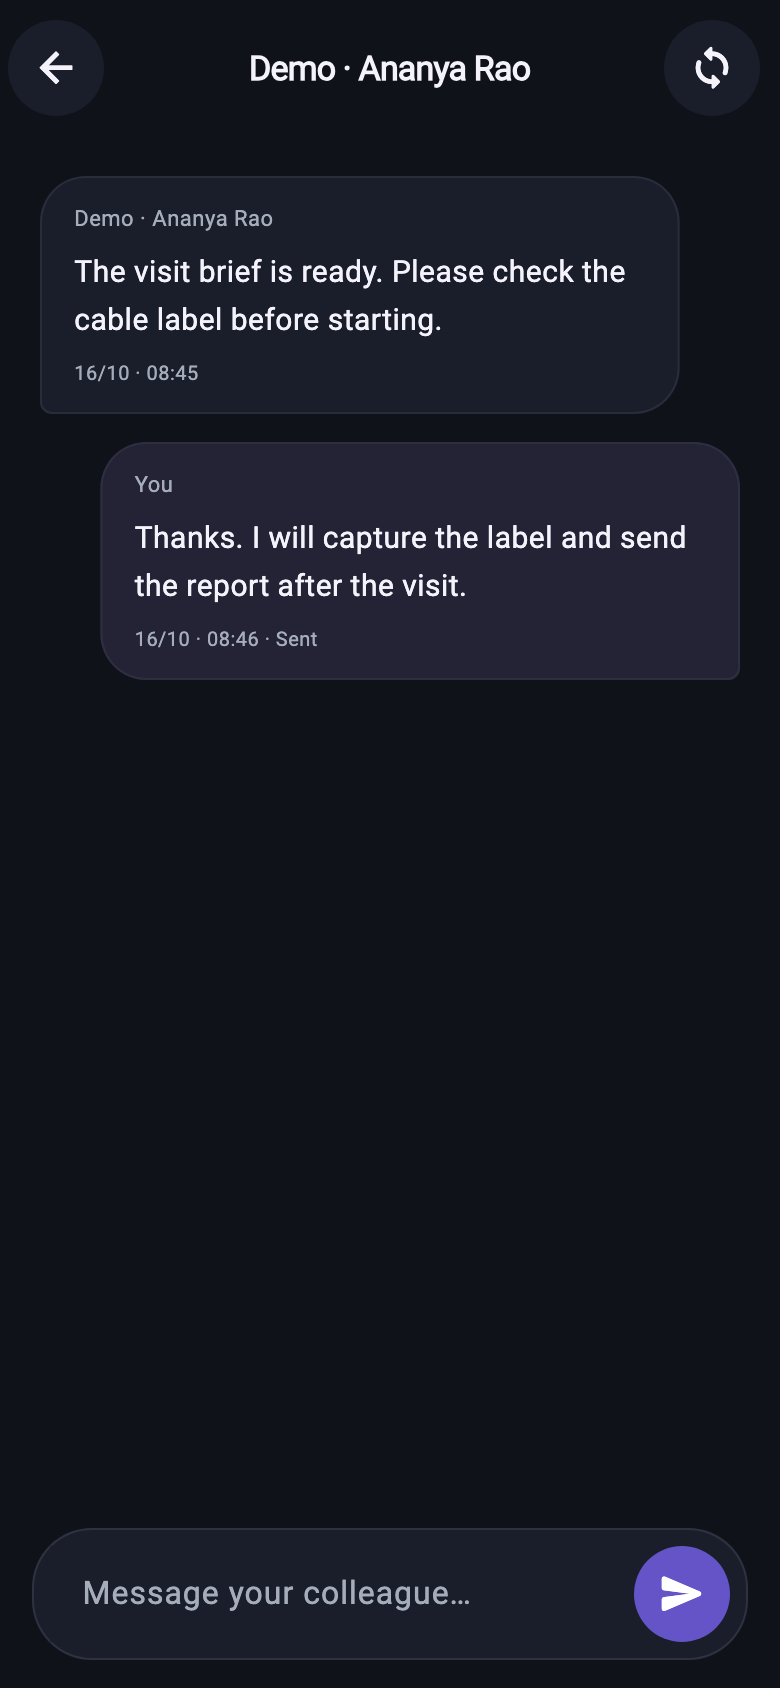 Demo · Ananya Rao
Demo · Ananya Rao
The visit brief is ready. Please check the
cable label before starting.
16/10 · 08:45
You
Thanks. I will capture the label and send
the report after the visit.
16/10 · 08:46 · Sent
Message your colleague…